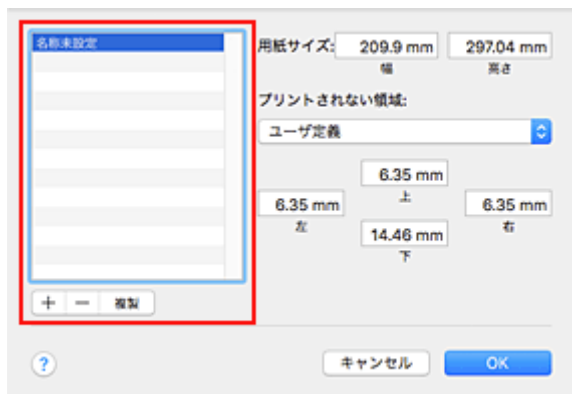 名称未設定
用紙サイズ: 209.9 mm 297.04 mm
幅 高さ
プリントされない領域:
ユーザ定義
6.35 mm
上
6.35 mm 6.35 mm
左 右
14.46 mm
下
+ − 複製
? キャンセル OK